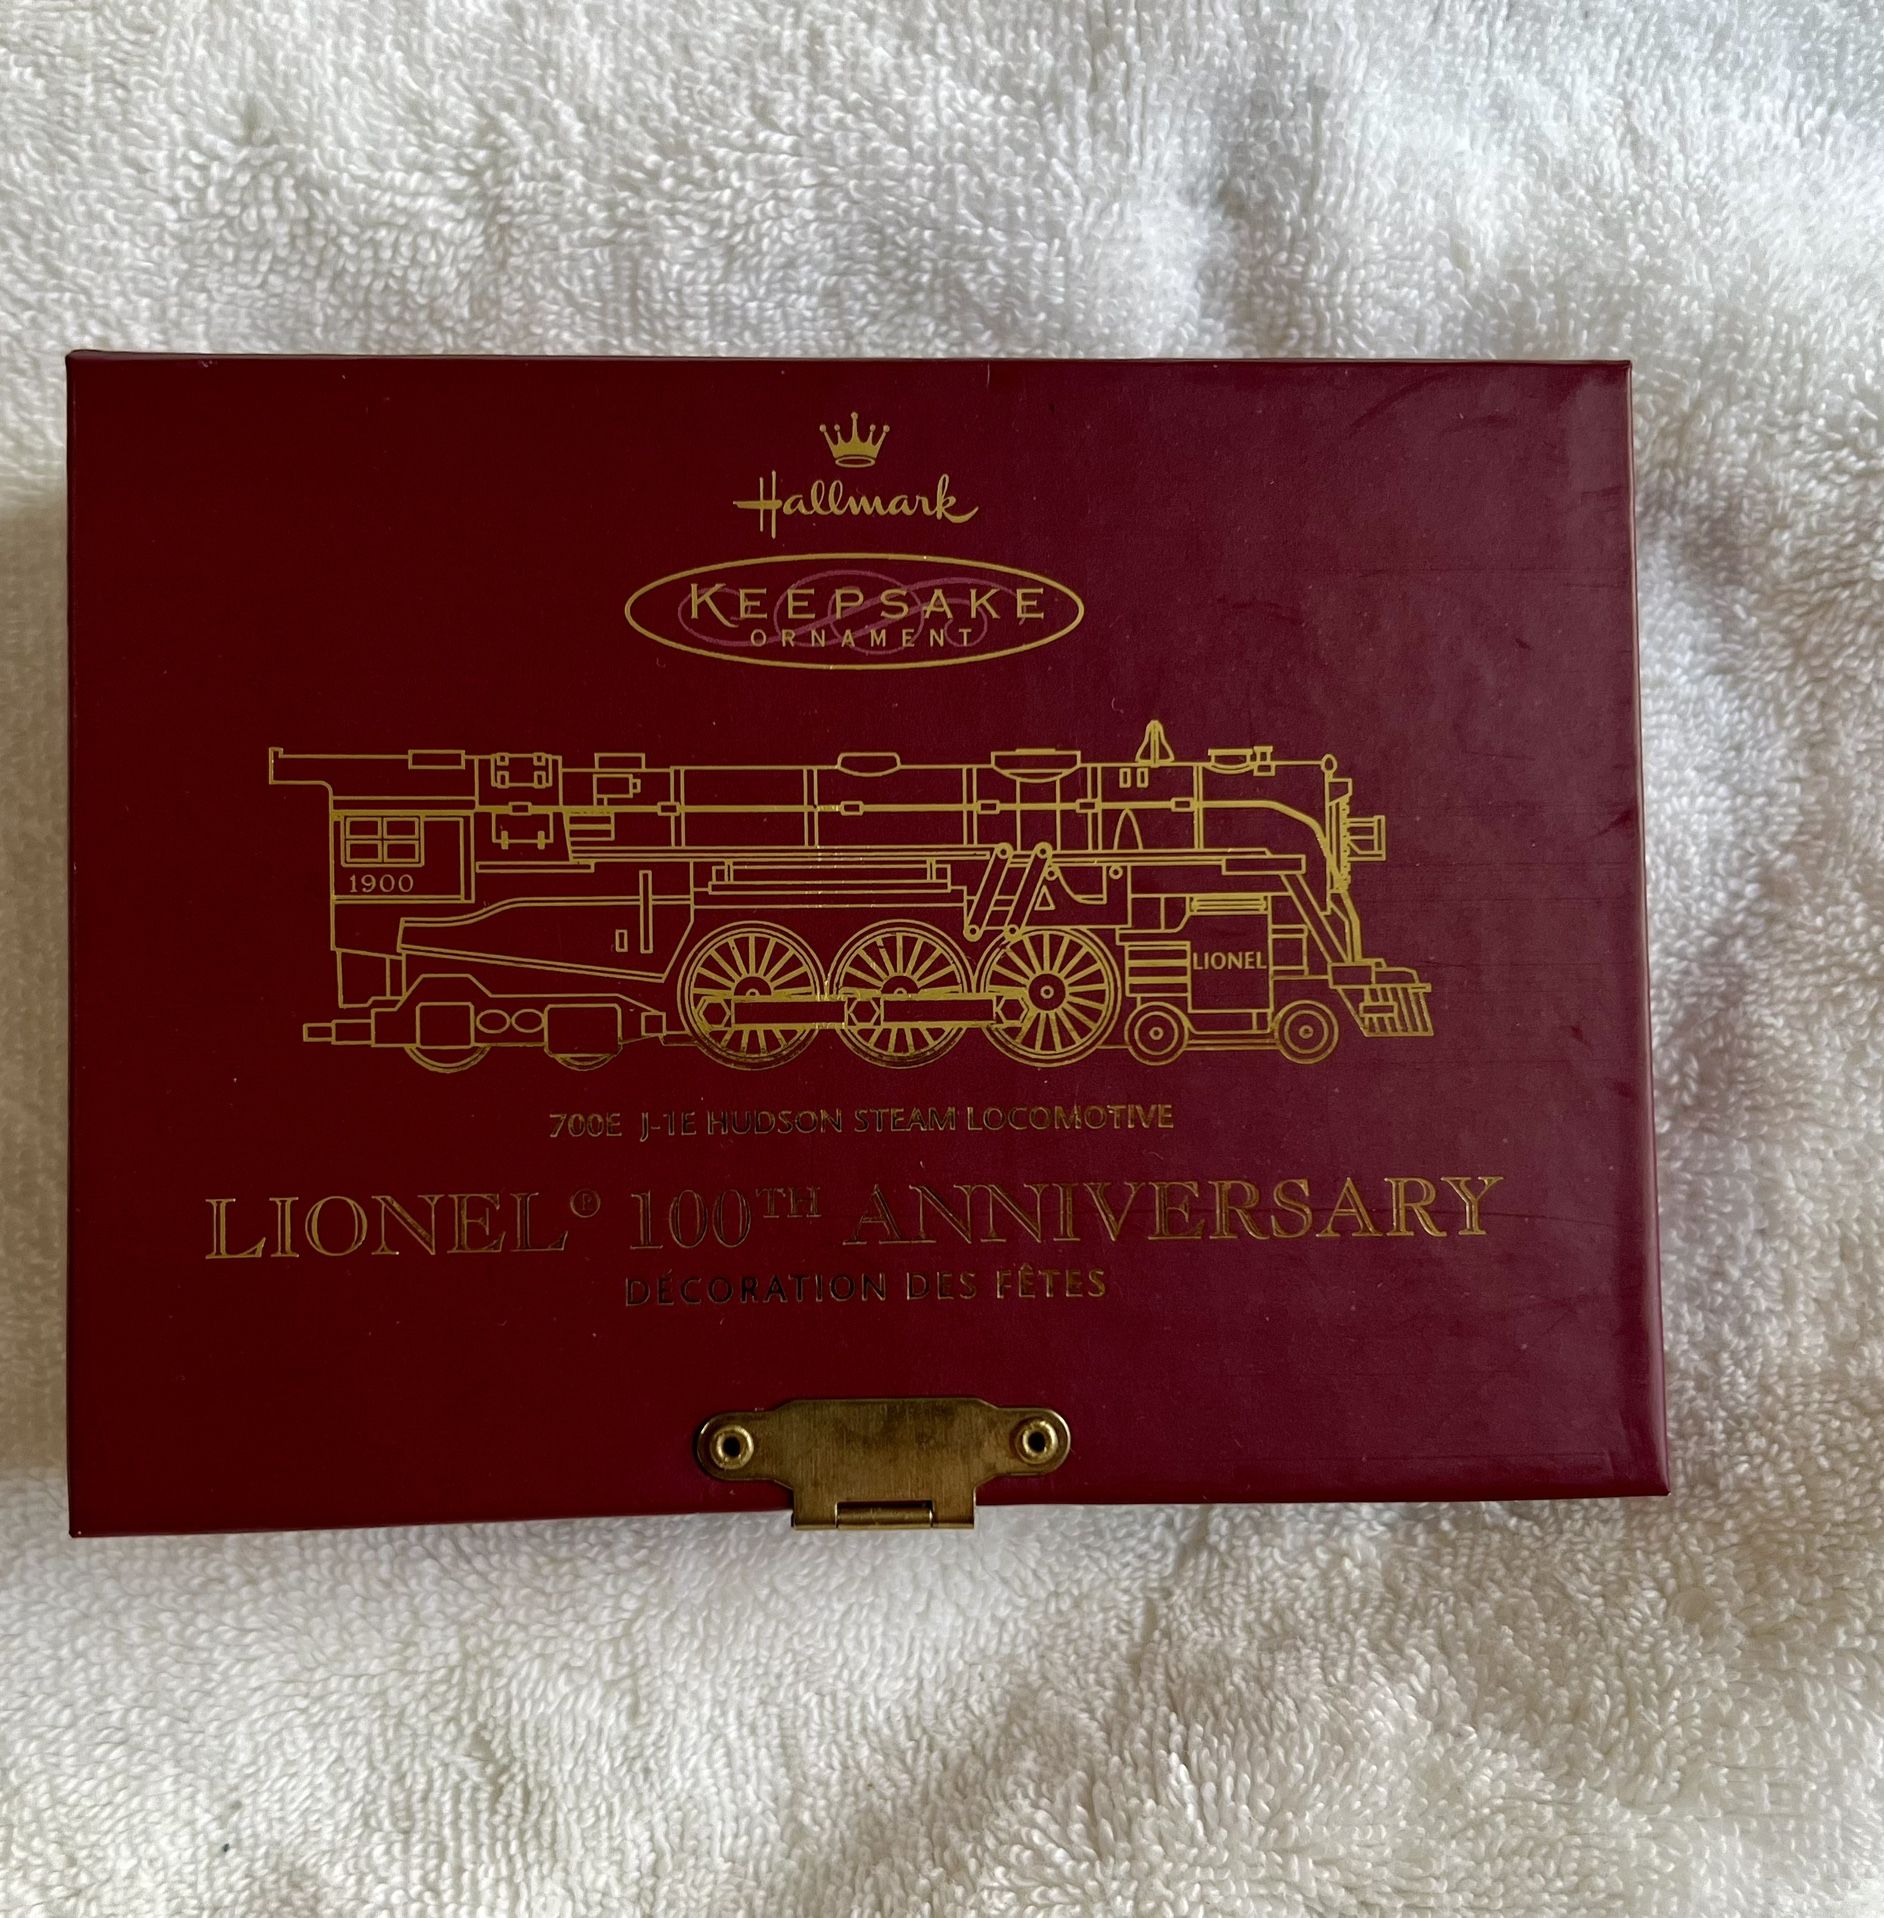 Hallmark
KEEPSAKE
ORNAMENT
1900
LIONEL
700E J-1E HUDSON STEAM LOCOMOTIVE
LIONEL® 100TH ANNIVERSARY
DÉCORATION DES FÊTES